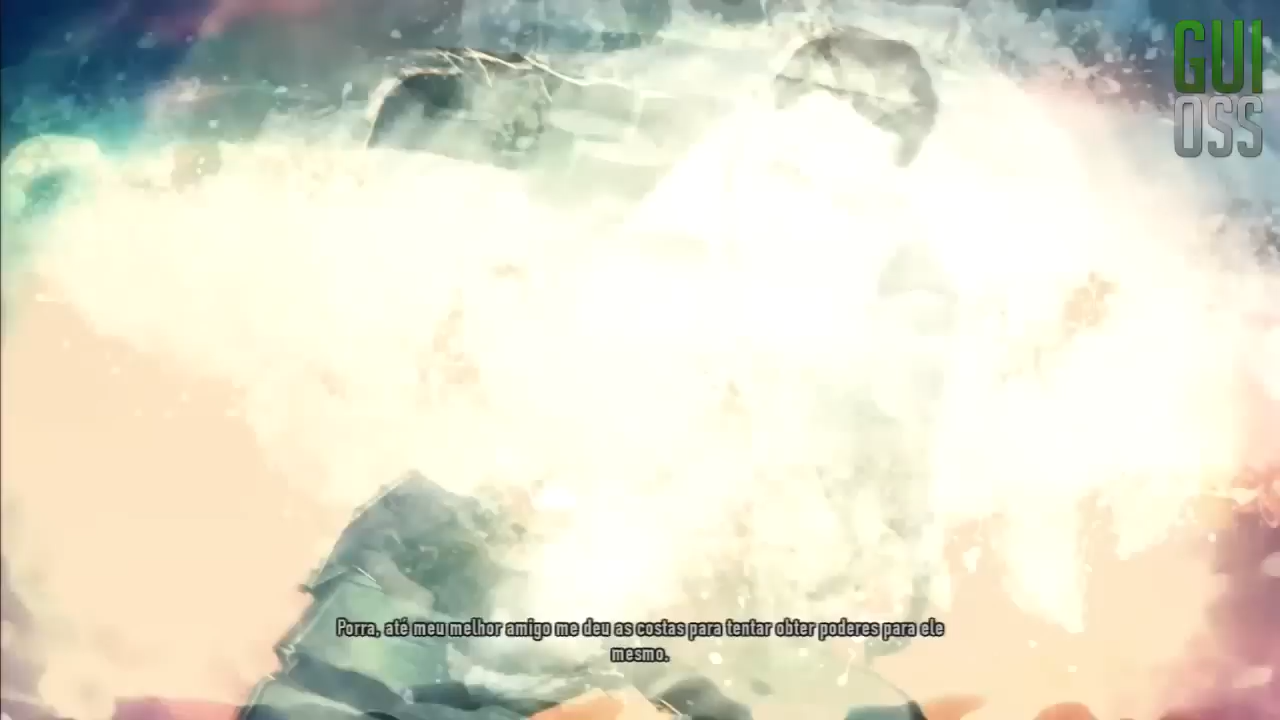 GUI
OSS
Porra, até meu melhor amigo me deu as costas para tentar obter poderes para ele
mesmo.